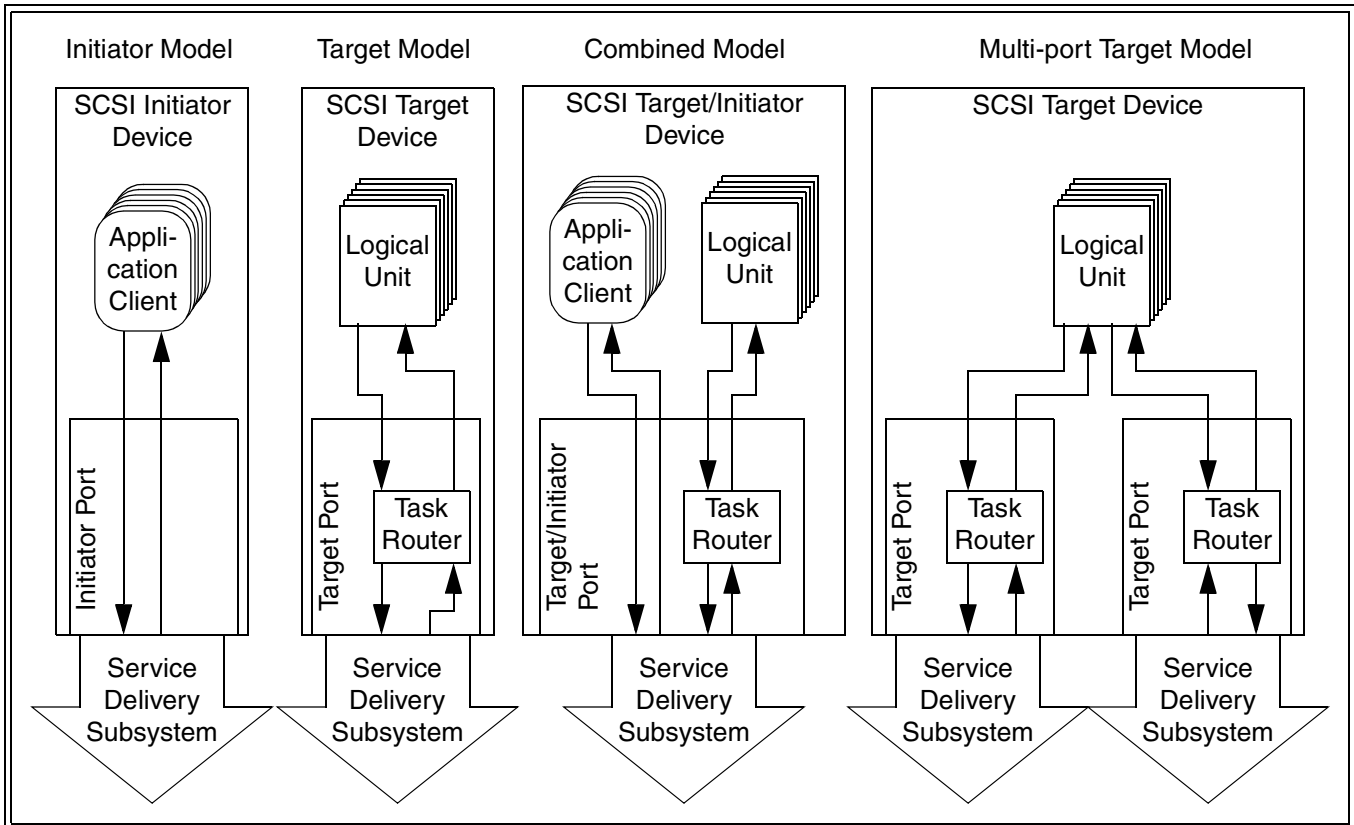 Initiator Model
SCSI Initiator
Device
Appli-
cation
Client
Initiator Port
Service
Delivery
Subsystem
Target Model
SCSI Target
Device
Logical
Unit
Target Port
Task
Router
Service
Delivery
Subsystem
Combined Model
SCSI Target/Initiator
Device
Appli-
cation
Client
Logical
Unit
Target/Initiator
Port
Task
Router
Service
Delivery
Subsystem
Multi-port Target Model
SCSI Target Device
Logical
Unit
Target Port
Task
Router
Target Port
Task
Router
Service
Delivery
Subsystem
Service
Delivery
Subsystem